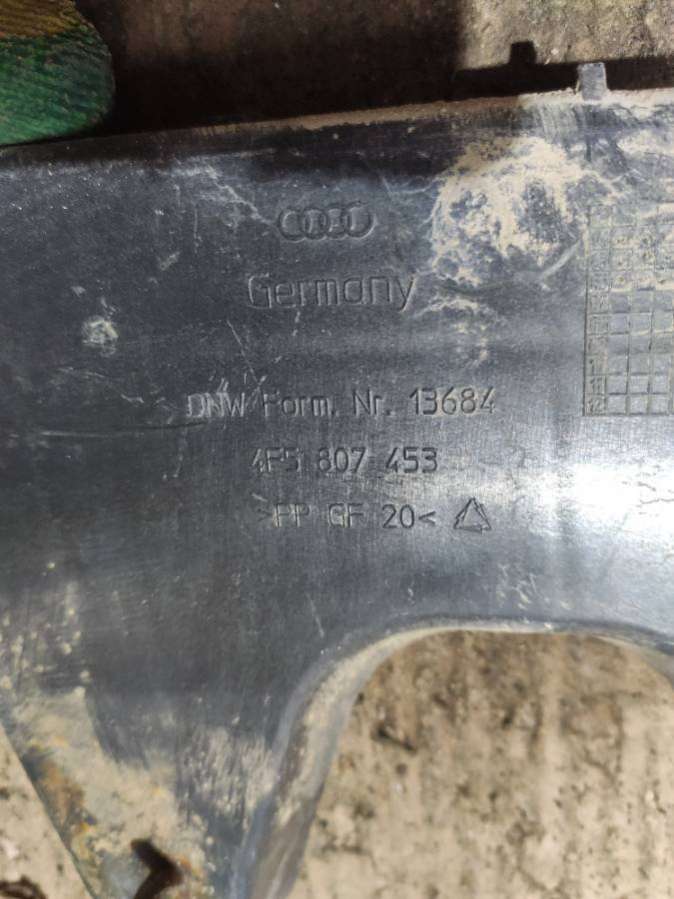 Germany
DNW Form. Nr. 13684
4F5 807 453
>PP GF 20<